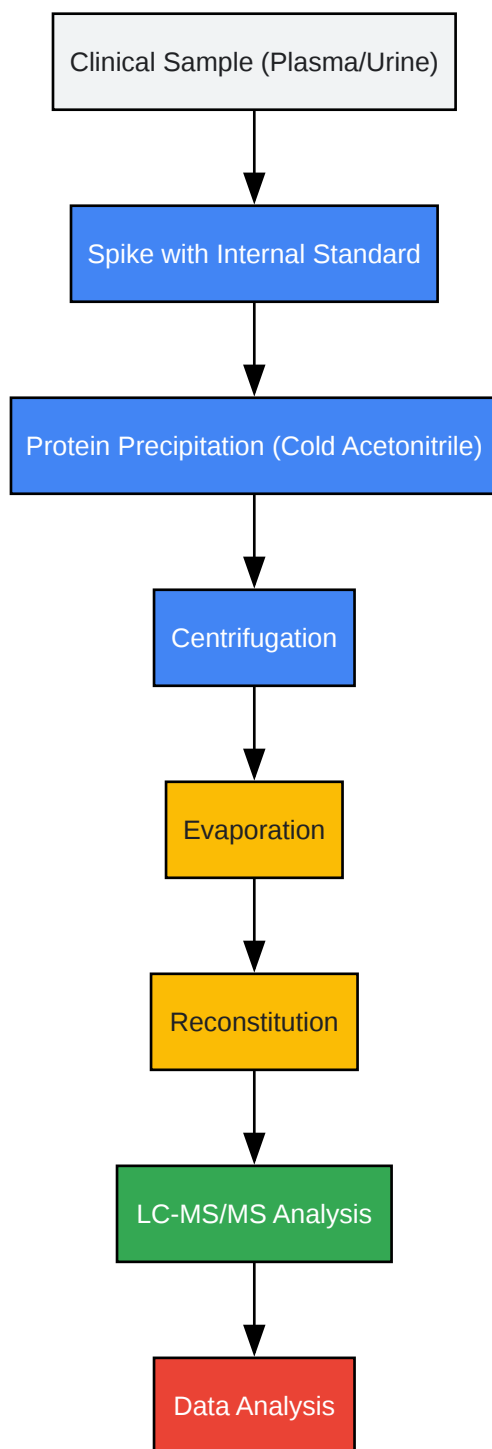 Clinical Sample (Plasma/Urine)
Spike with Internal Standard
Protein Precipitation (Cold Acetonitrile)
Centrifugation
Evaporation
Reconstitution
LC-MS/MS Analysis
Data Analysis